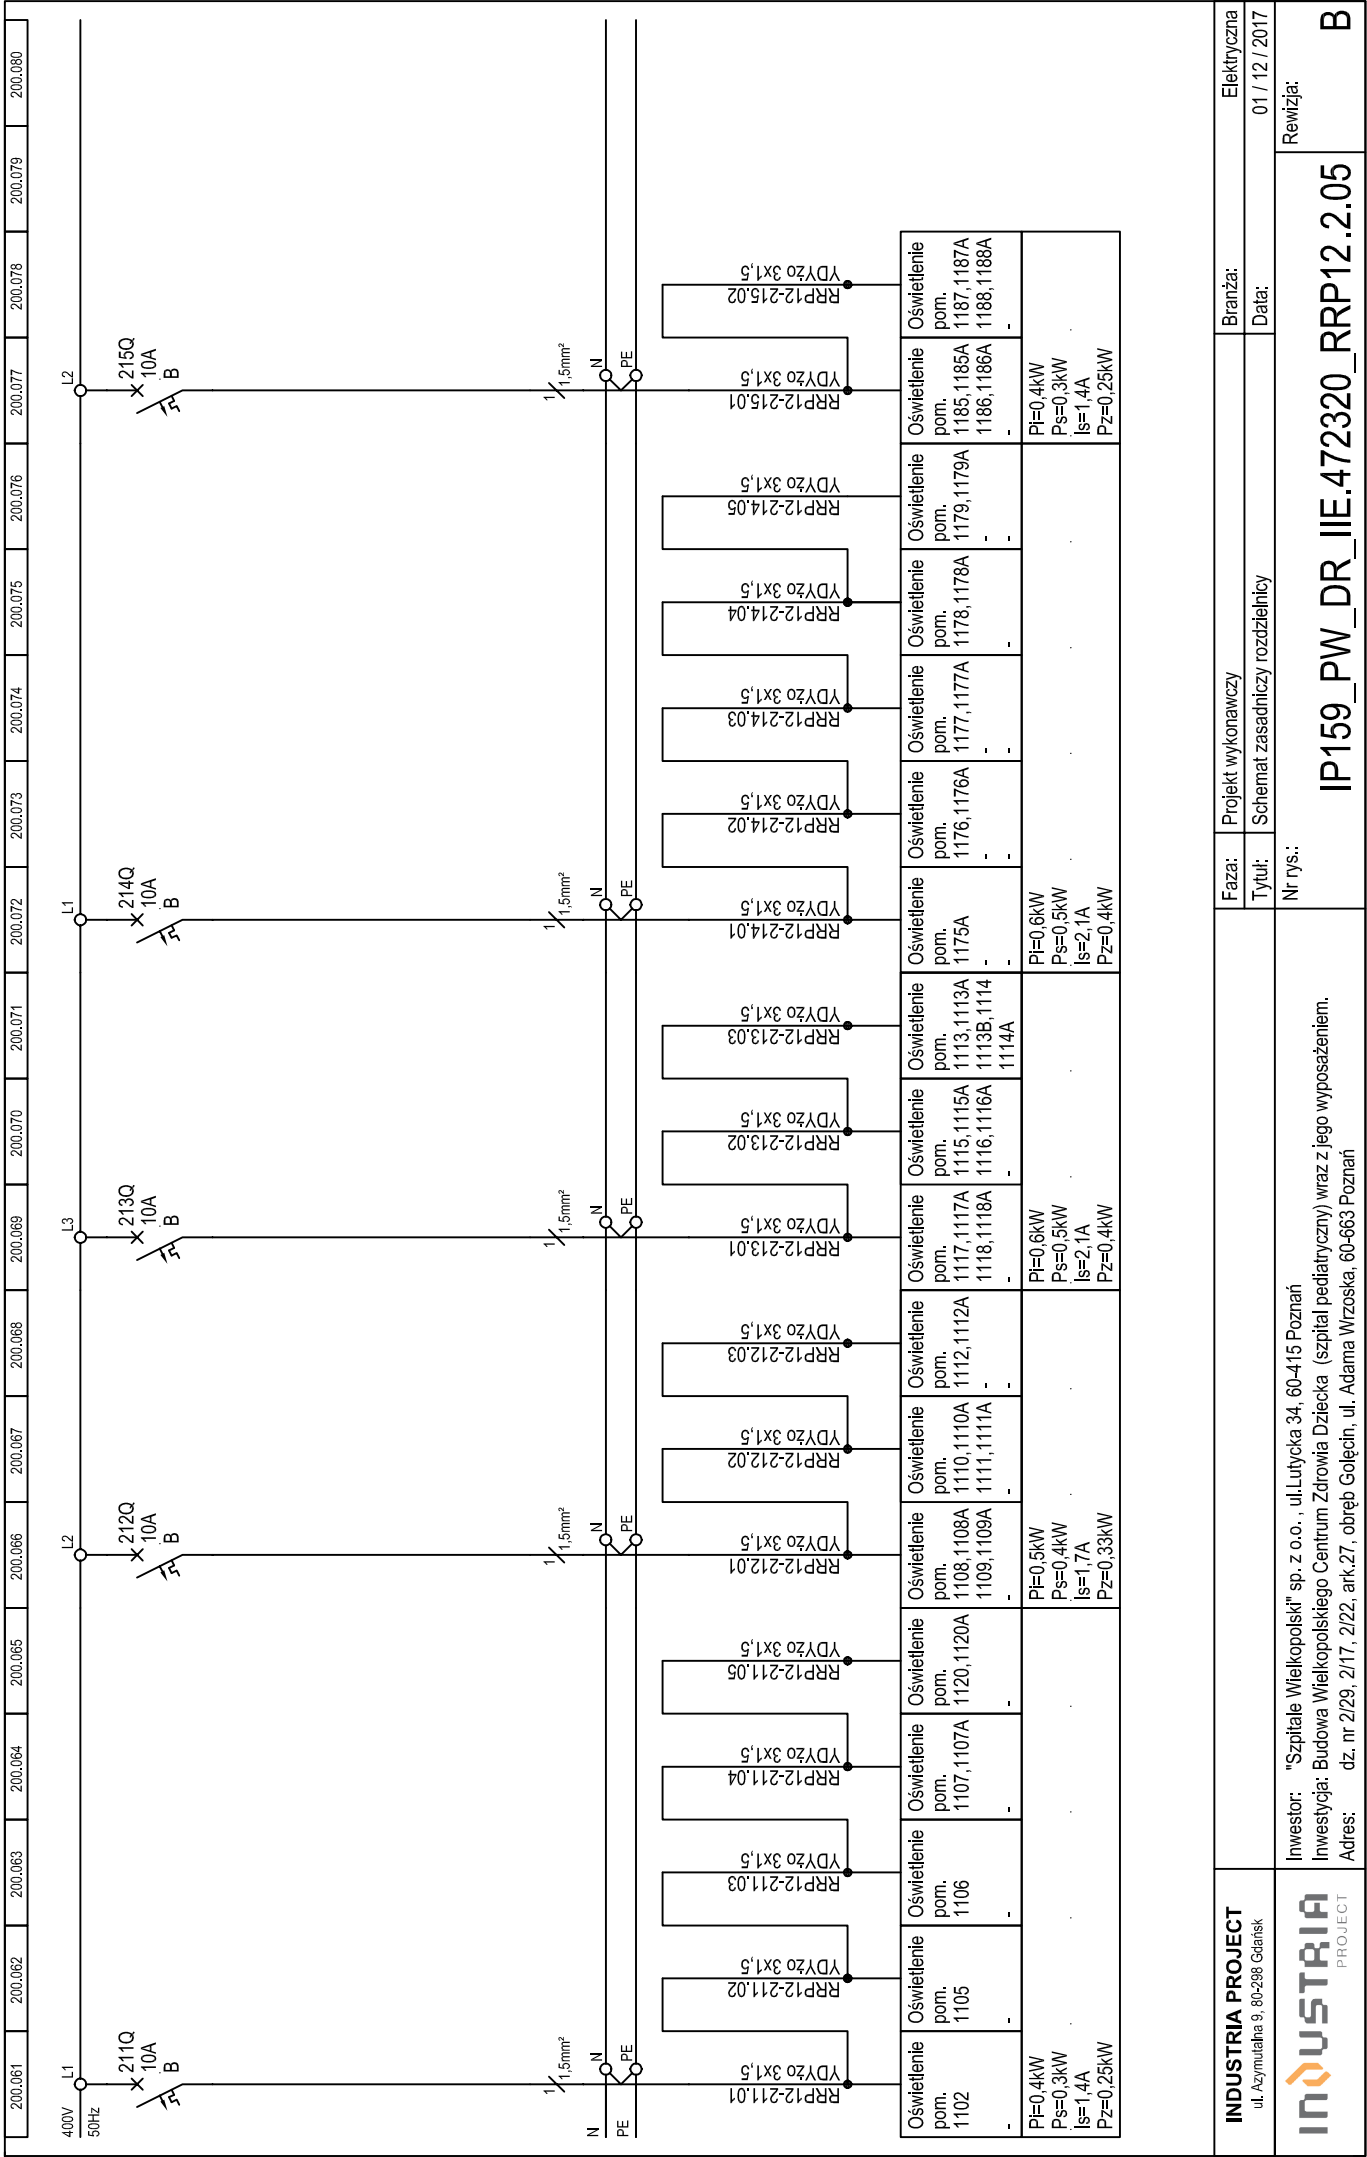 200.061 200.062 200.063 200.064 200.065 200.066 200.067 200.068 200.069 200.070 200.071 200.072 200.073 200.074 200.075 200.076 200.077 200.078 200.079 200.080
400V
50Hz
L1
211Q
10A
B
L2
212Q
10A
B
L3
213Q
10A
B
L1
214Q
10A
B
L2
215Q
10A
B
1 1,5mm²
1 1,5mm²
1 1,5mm²
1 1,5mm²
1 1,5mm²
N
PE
N
PE
N
PE
N
PE
N
PE
N
PE
RRP12-211.01
YDYżo 3x1,5
RRP12-211.02
YDYżo 3x1,5
RRP12-211.03
YDYżo 3x1,5
RRP12-211.04
YDYżo 3x1,5
RRP12-211.05
YDYżo 3x1,5
RRP12-212.01
YDYżo 3x1,5
RRP12-212.02
YDYżo 3x1,5
RRP12-212.03
YDYżo 3x1,5
RRP12-213.01
YDYżo 3x1,5
RRP12-213.02
YDYżo 3x1,5
RRP12-213.03
YDYżo 3x1,5
RRP12-214.01
YDYżo 3x1,5
RRP12-214.02
YDYżo 3x1,5
RRP12-214.03
YDYżo 3x1,5
RRP12-214.04
YDYżo 3x1,5
RRP12-214.05
YDYżo 3x1,5
RRP12-215.01
YDYżo 3x1,5
RRP12-215.02
YDYżo 3x1,5
Oświetlenie
pom.
1102
-
Oświetlenie
pom.
1105
-
Oświetlenie
pom.
1106
-
Oświetlenie
pom.
1107,1107A
-
Oświetlenie
pom.
1120,1120A
-
Oświetlenie
pom.
1108,1108A
1109,1109A
-
Oświetlenie
pom.
1110,1110A
1111,1111A
-
Oświetlenie
pom.
1112,1112A
-
-
Oświetlenie
pom.
1117,1117A
1118,1118A
-
Oświetlenie
pom.
1115,1115A
1116,1116A
-
Oświetlenie
pom.
1113,1113A
1113B,1114
1114A
Oświetlenie
pom.
1175A
-
-
Oświetlenie
pom.
1176,1176A
-
-
Oświetlenie
pom.
1177,1177A
-
-
Oświetlenie
pom.
1178,1178A
-
Oświetlenie
pom.
1179,1179A
-
-
Oświetlenie
pom.
1185,1185A
1186,1186A
-
Oświetlenie
pom.
1187,1187A
1188,1188A
-
Pi=0,4kW
Ps=0,3kW
Is=1,4A
Pz=0,25kW
Pi=0,5kW
Ps=0,4kW
Is=1,7A
Pz=0,33kW
Pi=0,6kW
Ps=0,5kW
Is=2,1A
Pz=0,4kW
Pi=0,6kW
Ps=0,5kW
Is=2,1A
Pz=0,4kW
Pi=0,4kW
Ps=0,3kW
Is=1,4A
Pz=0,25kW
INDUSTRIA PROJECT
ul. Azymutalna 9, 80-298 Gdańsk
INDUSTRIA
PROJECT
Inwestor: "Szpitale Wielkopolski" sp. z o.o. , ul.Lutycka 34, 60-415 Poznań
Inwestycja: Budowa Wielkopolskiego Centrum Zdrowia Dziecka (szpital pediatryczny) wraz z jego wyposażeniem.
Adres: dz. nr 2/29, 2/17, 2/22, ark.27, obręb Golęcin, ul. Adama Wrzoska, 60-663 Poznań
Faza: Projekt wykonawczy
Branża: Elektryczna
Tytuł: Schemat zasadniczy rozdzielnicy
Data: 01 / 12 / 2017
Nr rys.:
IP159_PW_DR_IIE.472320_RRP12.2.05
Rewizja:
B